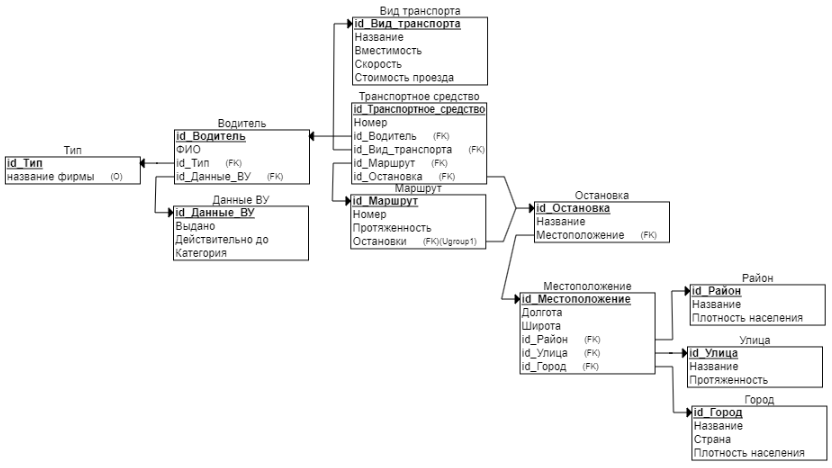 Вид транспорта
id_Вид_транспорта
Название
Вместимость
Скорость
Стоимость проезда
Транспортное средство
id_Транспортное_средство
Номер
id_Водитель (FK)
id_Вид_транспорта (FK)
id_Маршрут (FK)
id_Остановка (FK)
Водитель
id_Водитель
ФИО
id_Тип (FK)
id_Данные_ВУ (FK)
Тип
id_Тип
название фирмы (О)
Данные ВУ
id_Данные_ВУ
Выдано
Действительно до
Категория
Маршрут
id_Маршрут
Номер
Протяженность
Остановки (FK)(Ugroup1)
Остановка
id_Остановка
Название
Местоположение (FK)
Местоположение
id_Местоположение
Долгота
Широта
id_Район (FK)
id_Улица (FK)
id_Город (FK)
Район
id_Район
Название
Плотность населения
Улица
id_Улица
Название
Протяженность
Город
id_Город
Название
Страна
Плотность населения